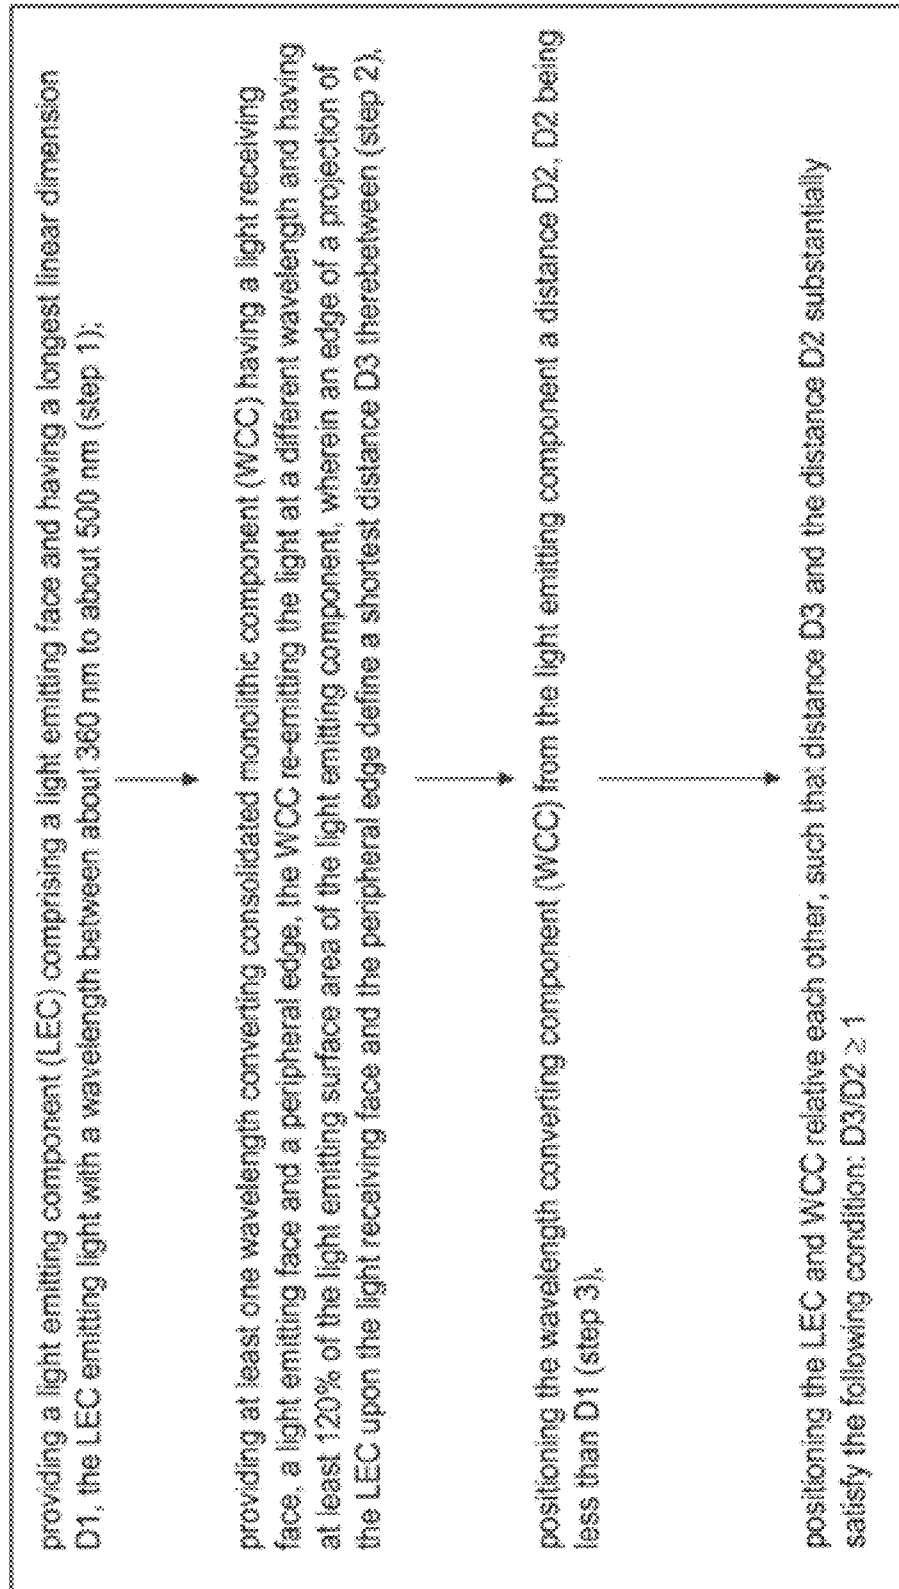 providing a light emitting component (LEC) comprising a light emitting face and having a longest linear dimension
D1, the LEC emitting light with a wavelength between about 360 nm to about 500 nm (step 1);
providing at least one wavelength converting consolidated monolithic component (WCC) having a light receiving
face, a light emitting face and a peripheral edge, the WCC re-emitting the light at a different wavelength and having
at least 120% of the light emitting surface area of the light emitting component, wherein an edge of a projection of
the LEC upon the light receiving face and the peripheral edge define a shortest distance D3 therebetween (step 2),
positioning the wavelength converting component (WCC) from the light emitting component a distance D2, D2 being
less than D1 (step 3),
positioning the LEC and WCC relative each other, such that distance D3 and the distance D2 substantially
satisfy the following condition: D3/D2 ≥ 1